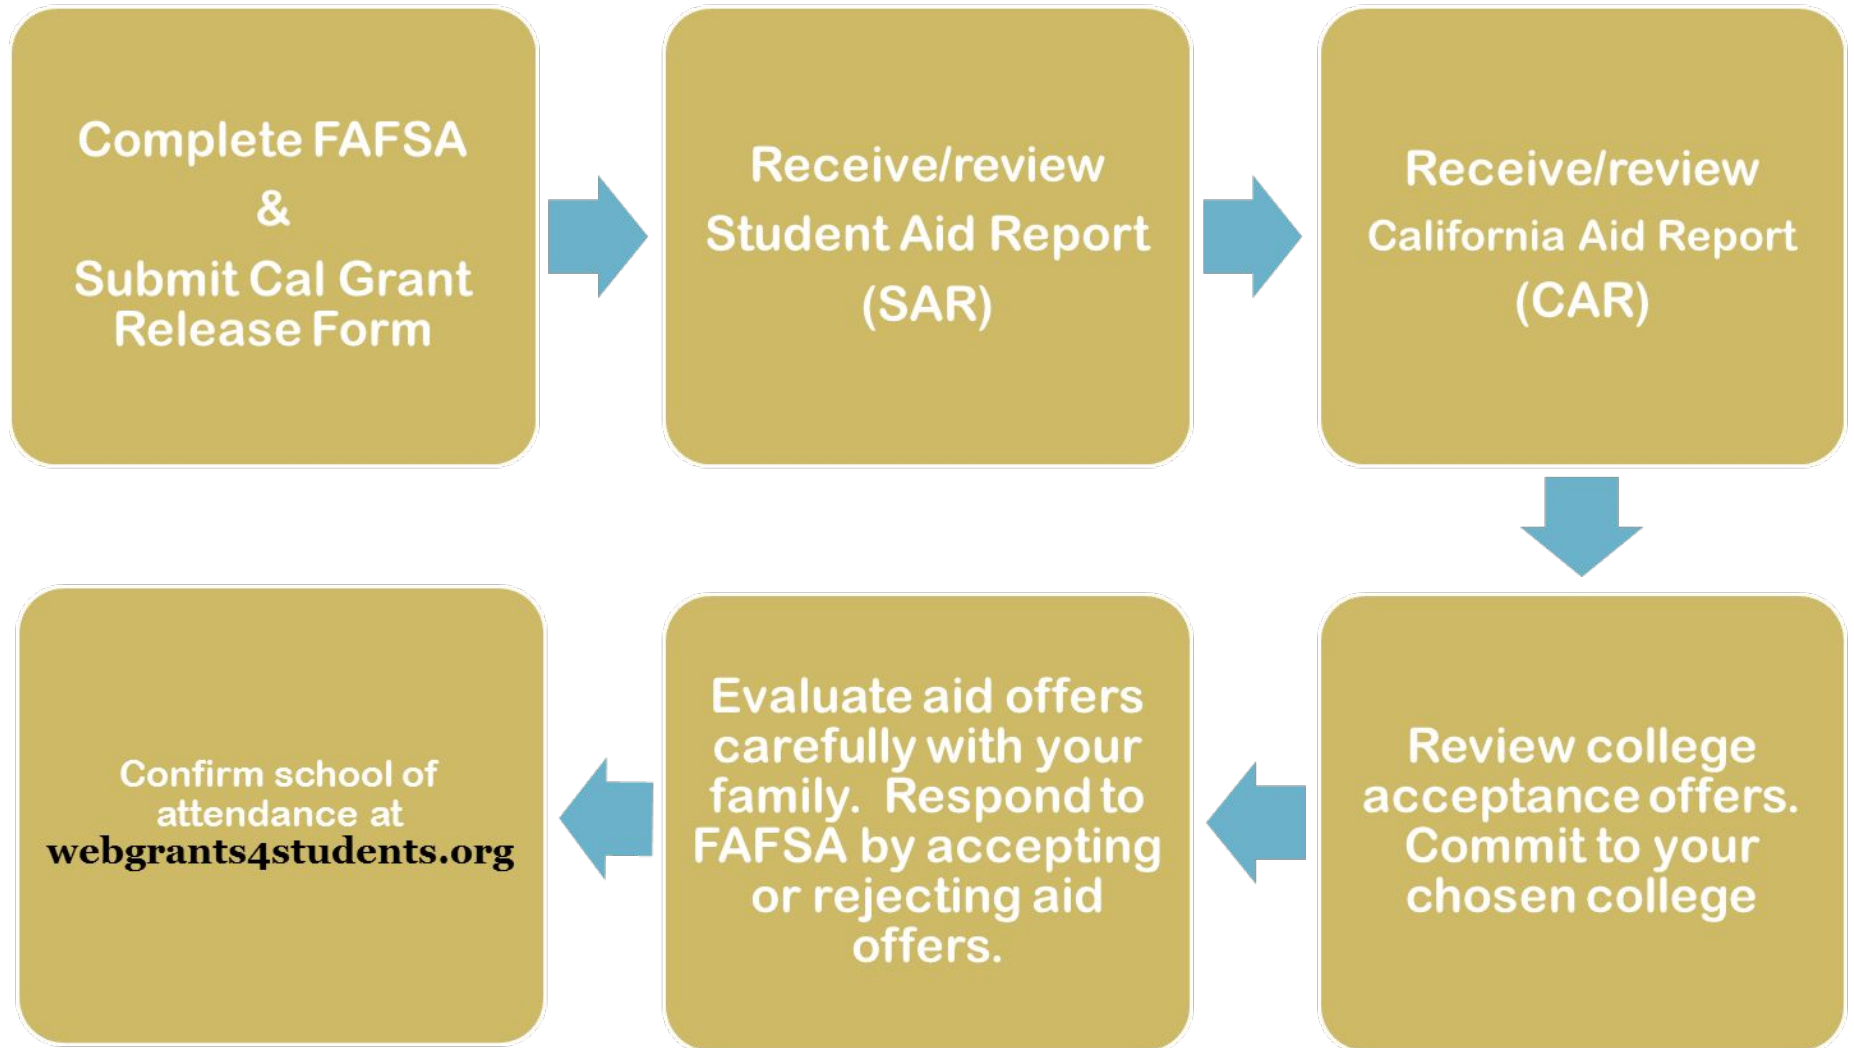 Complete FAFSA
&
Submit Cal Grant
Release Form
Receive/review
Student Aid Report
(SAR)
Receive/review
California Aid Report
(CAR)
Review college
acceptance offers.
Commit to your
chosen college
Evaluate aid offers
carefully with your
family.  Respond to
FAFSA by accepting
or rejecting aid
offers.
Confirm school of
attendance at
webgrants4students.org